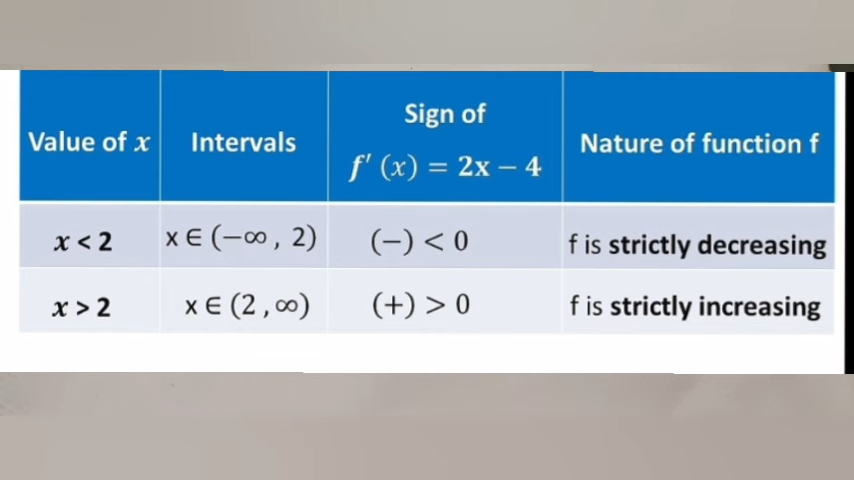 Value of x Intervals Sign of Nature of function f
f′ (x) = 2x − 4
x < 2 x ∈ (−∞ , 2) (−) < 0 f is strictly decreasing
x > 2 x ∈ (2 , ∞) (+) > 0 f is strictly increasing